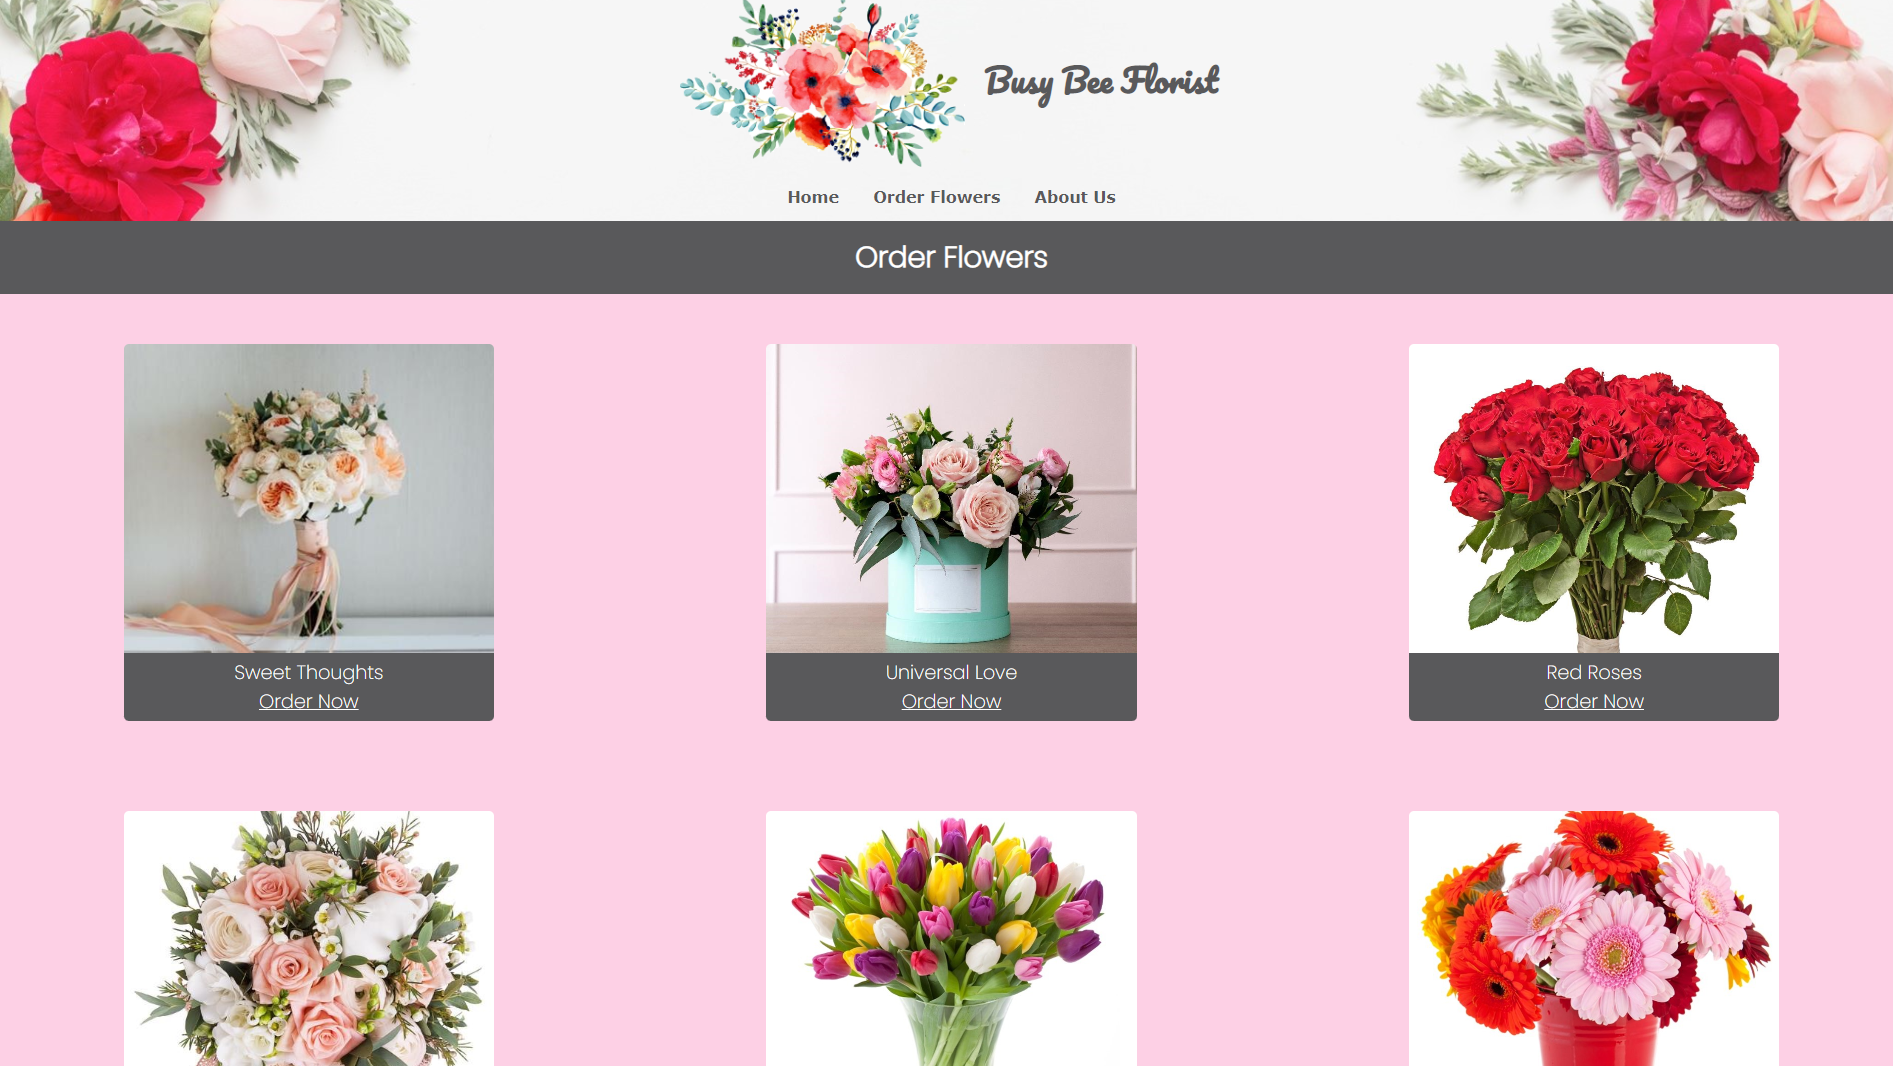 Busy Bee Florist
Home Order Flowers About Us
Order Flowers
Sweet Thoughts
Order Now
Universal Love
Order Now
Red Roses
Order Now